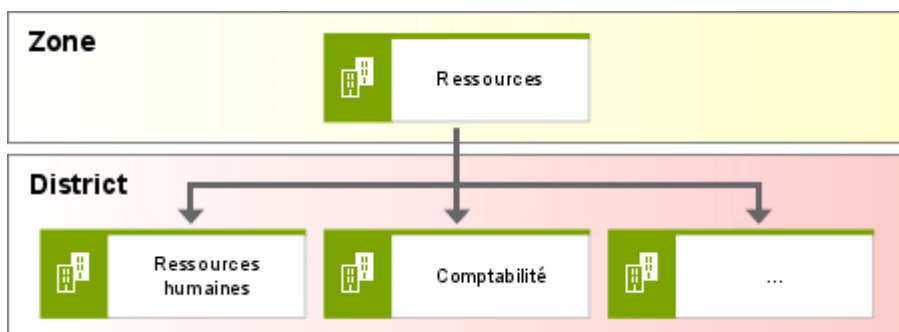 Zone
Ressources
District
Ressources
humaines
Comptabilité
...